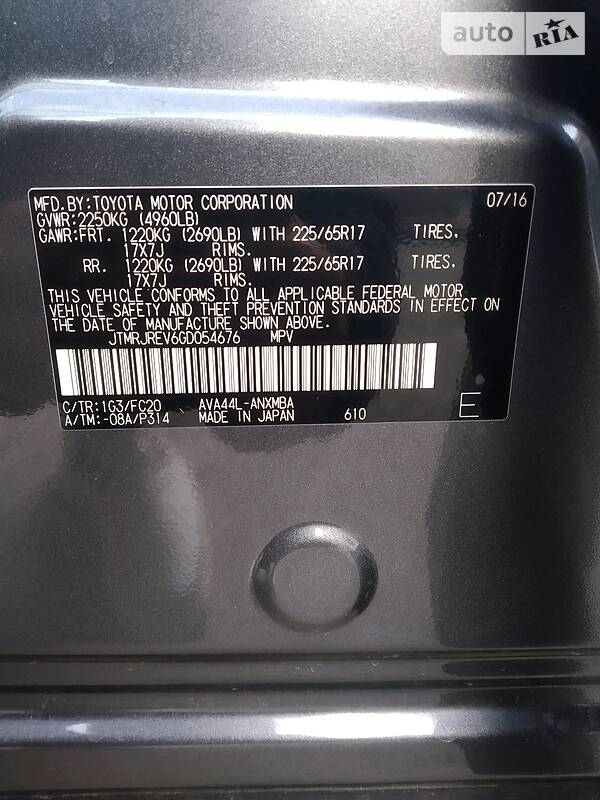 auto RIA
MFD.BY:TOYOTA MOTOR CORPORATION 07/16
GVWR:2250KG (4960LB)
GAWR:FRT. 1220KG (2690LB) WITH 225/65R17 TIRES,
17X7J RIMS.
RR. 1220KG (2690LB) WITH 225/65R17 TIRES,
17X7J RIMS.
THIS VEHICLE CONFORMS TO ALL APPLICABLE FEDERAL MOTOR
VEHICLE SAFETY AND THEFT PREVENTION STANDARDS IN EFFECT ON
THE DATE OF MANUFACTURE SHOWN ABOVE.
JTMRJREV6GD054676 MPV
C/TR:1G3/FC20 AVA44L-ANXMBA
A/TM:-08A/P314 MADE IN JAPAN 610 E